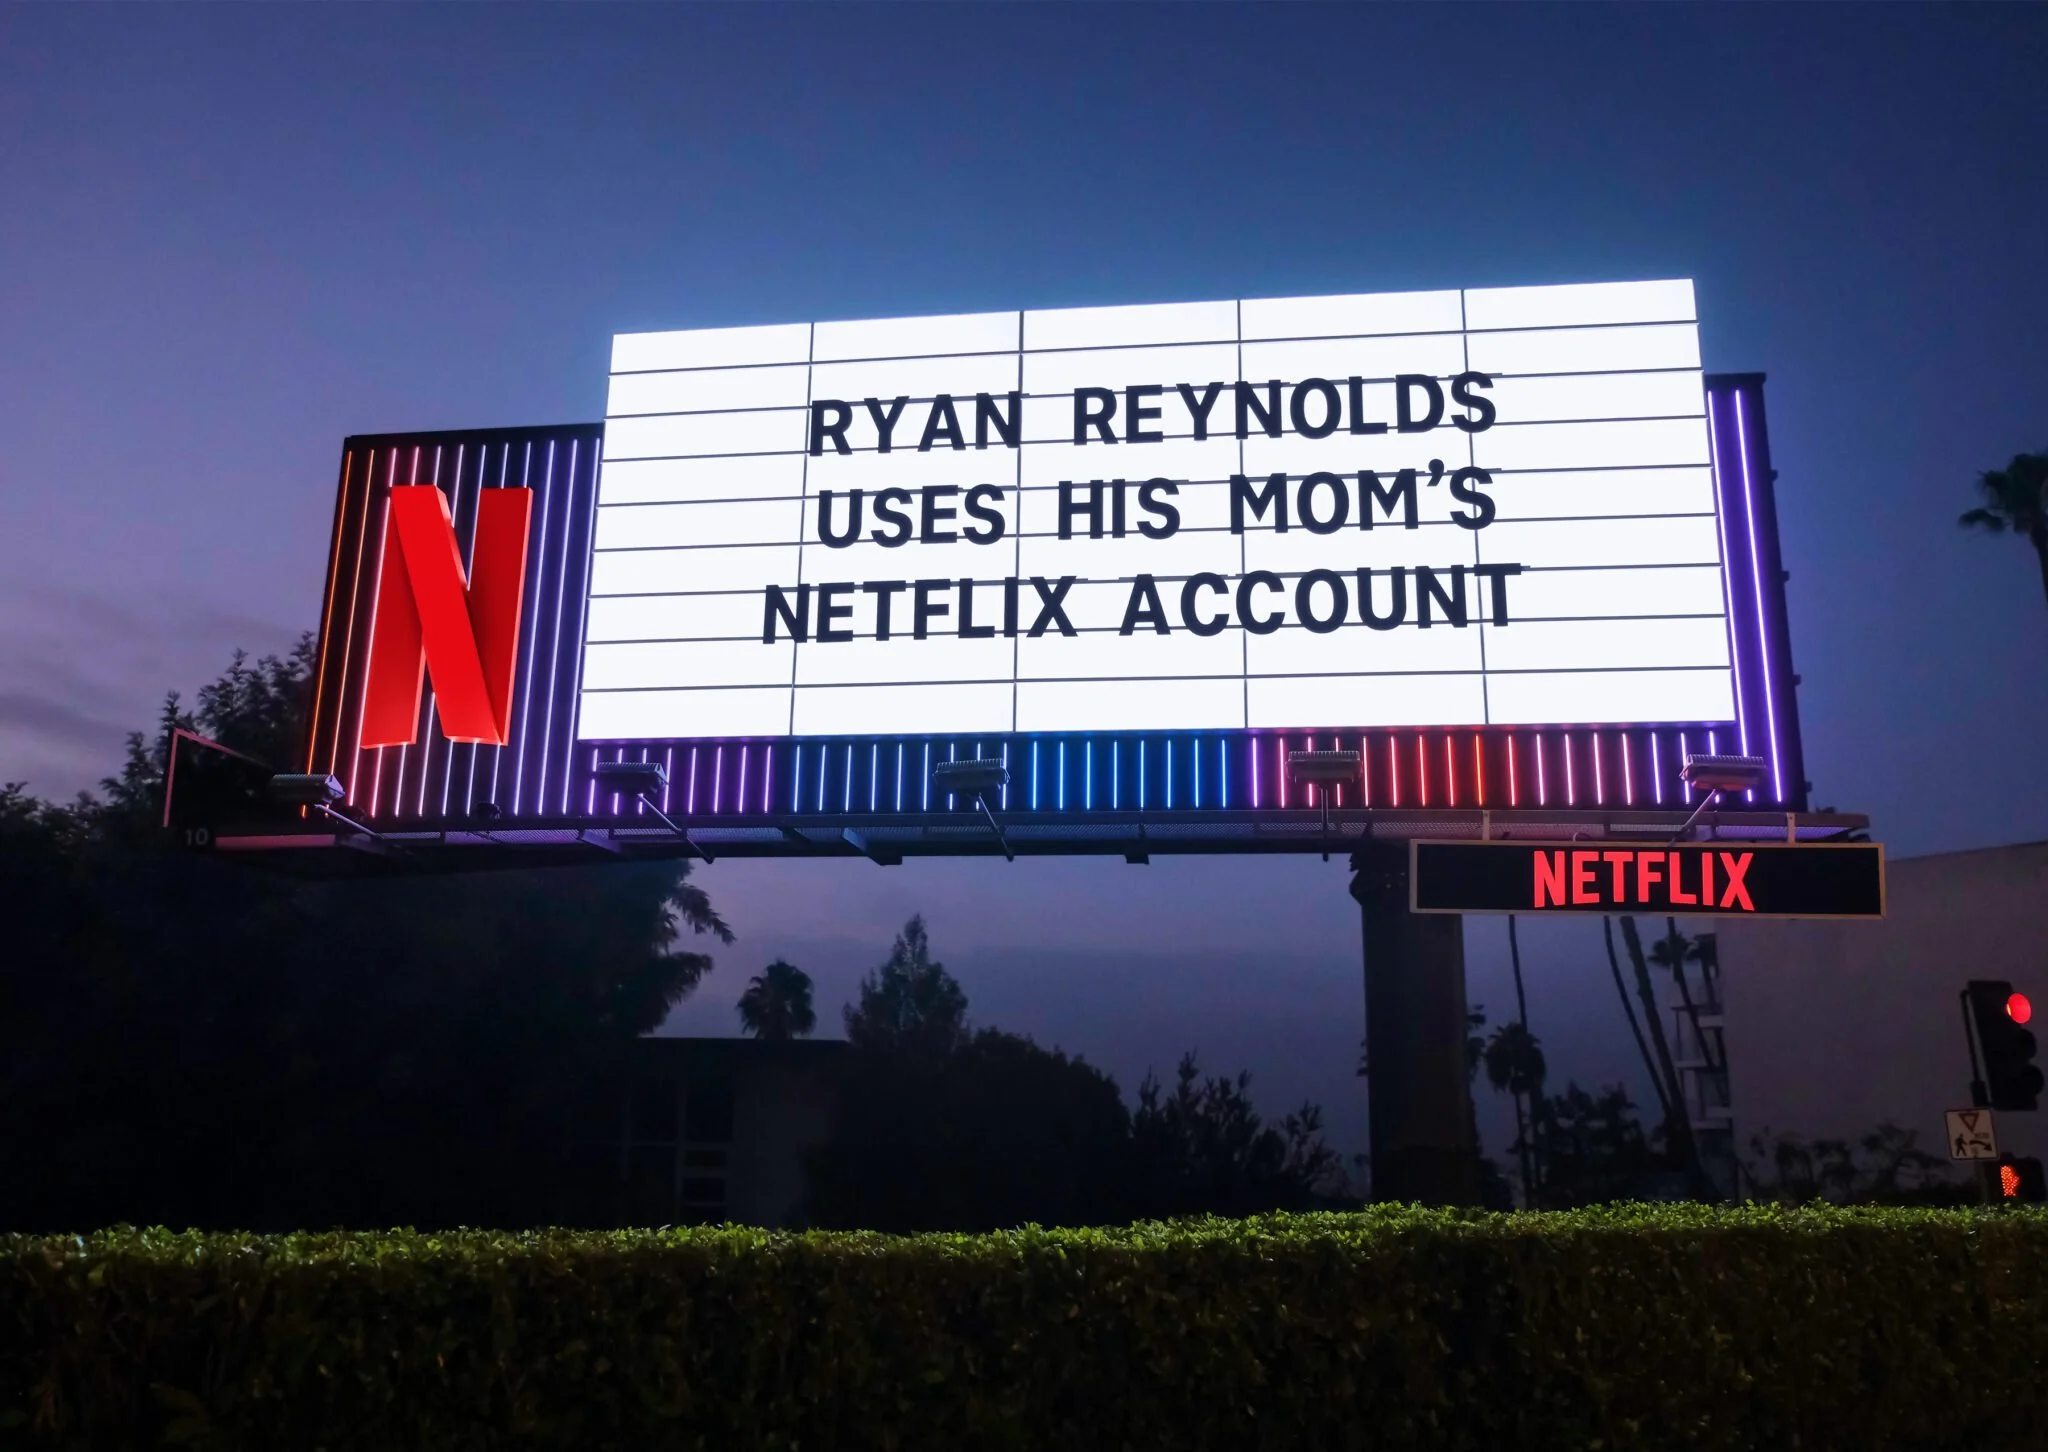 RYAN REYNOLDS
USES HIS MOM'S
NETFLIX ACCOUNT
N
10
NETFLIX